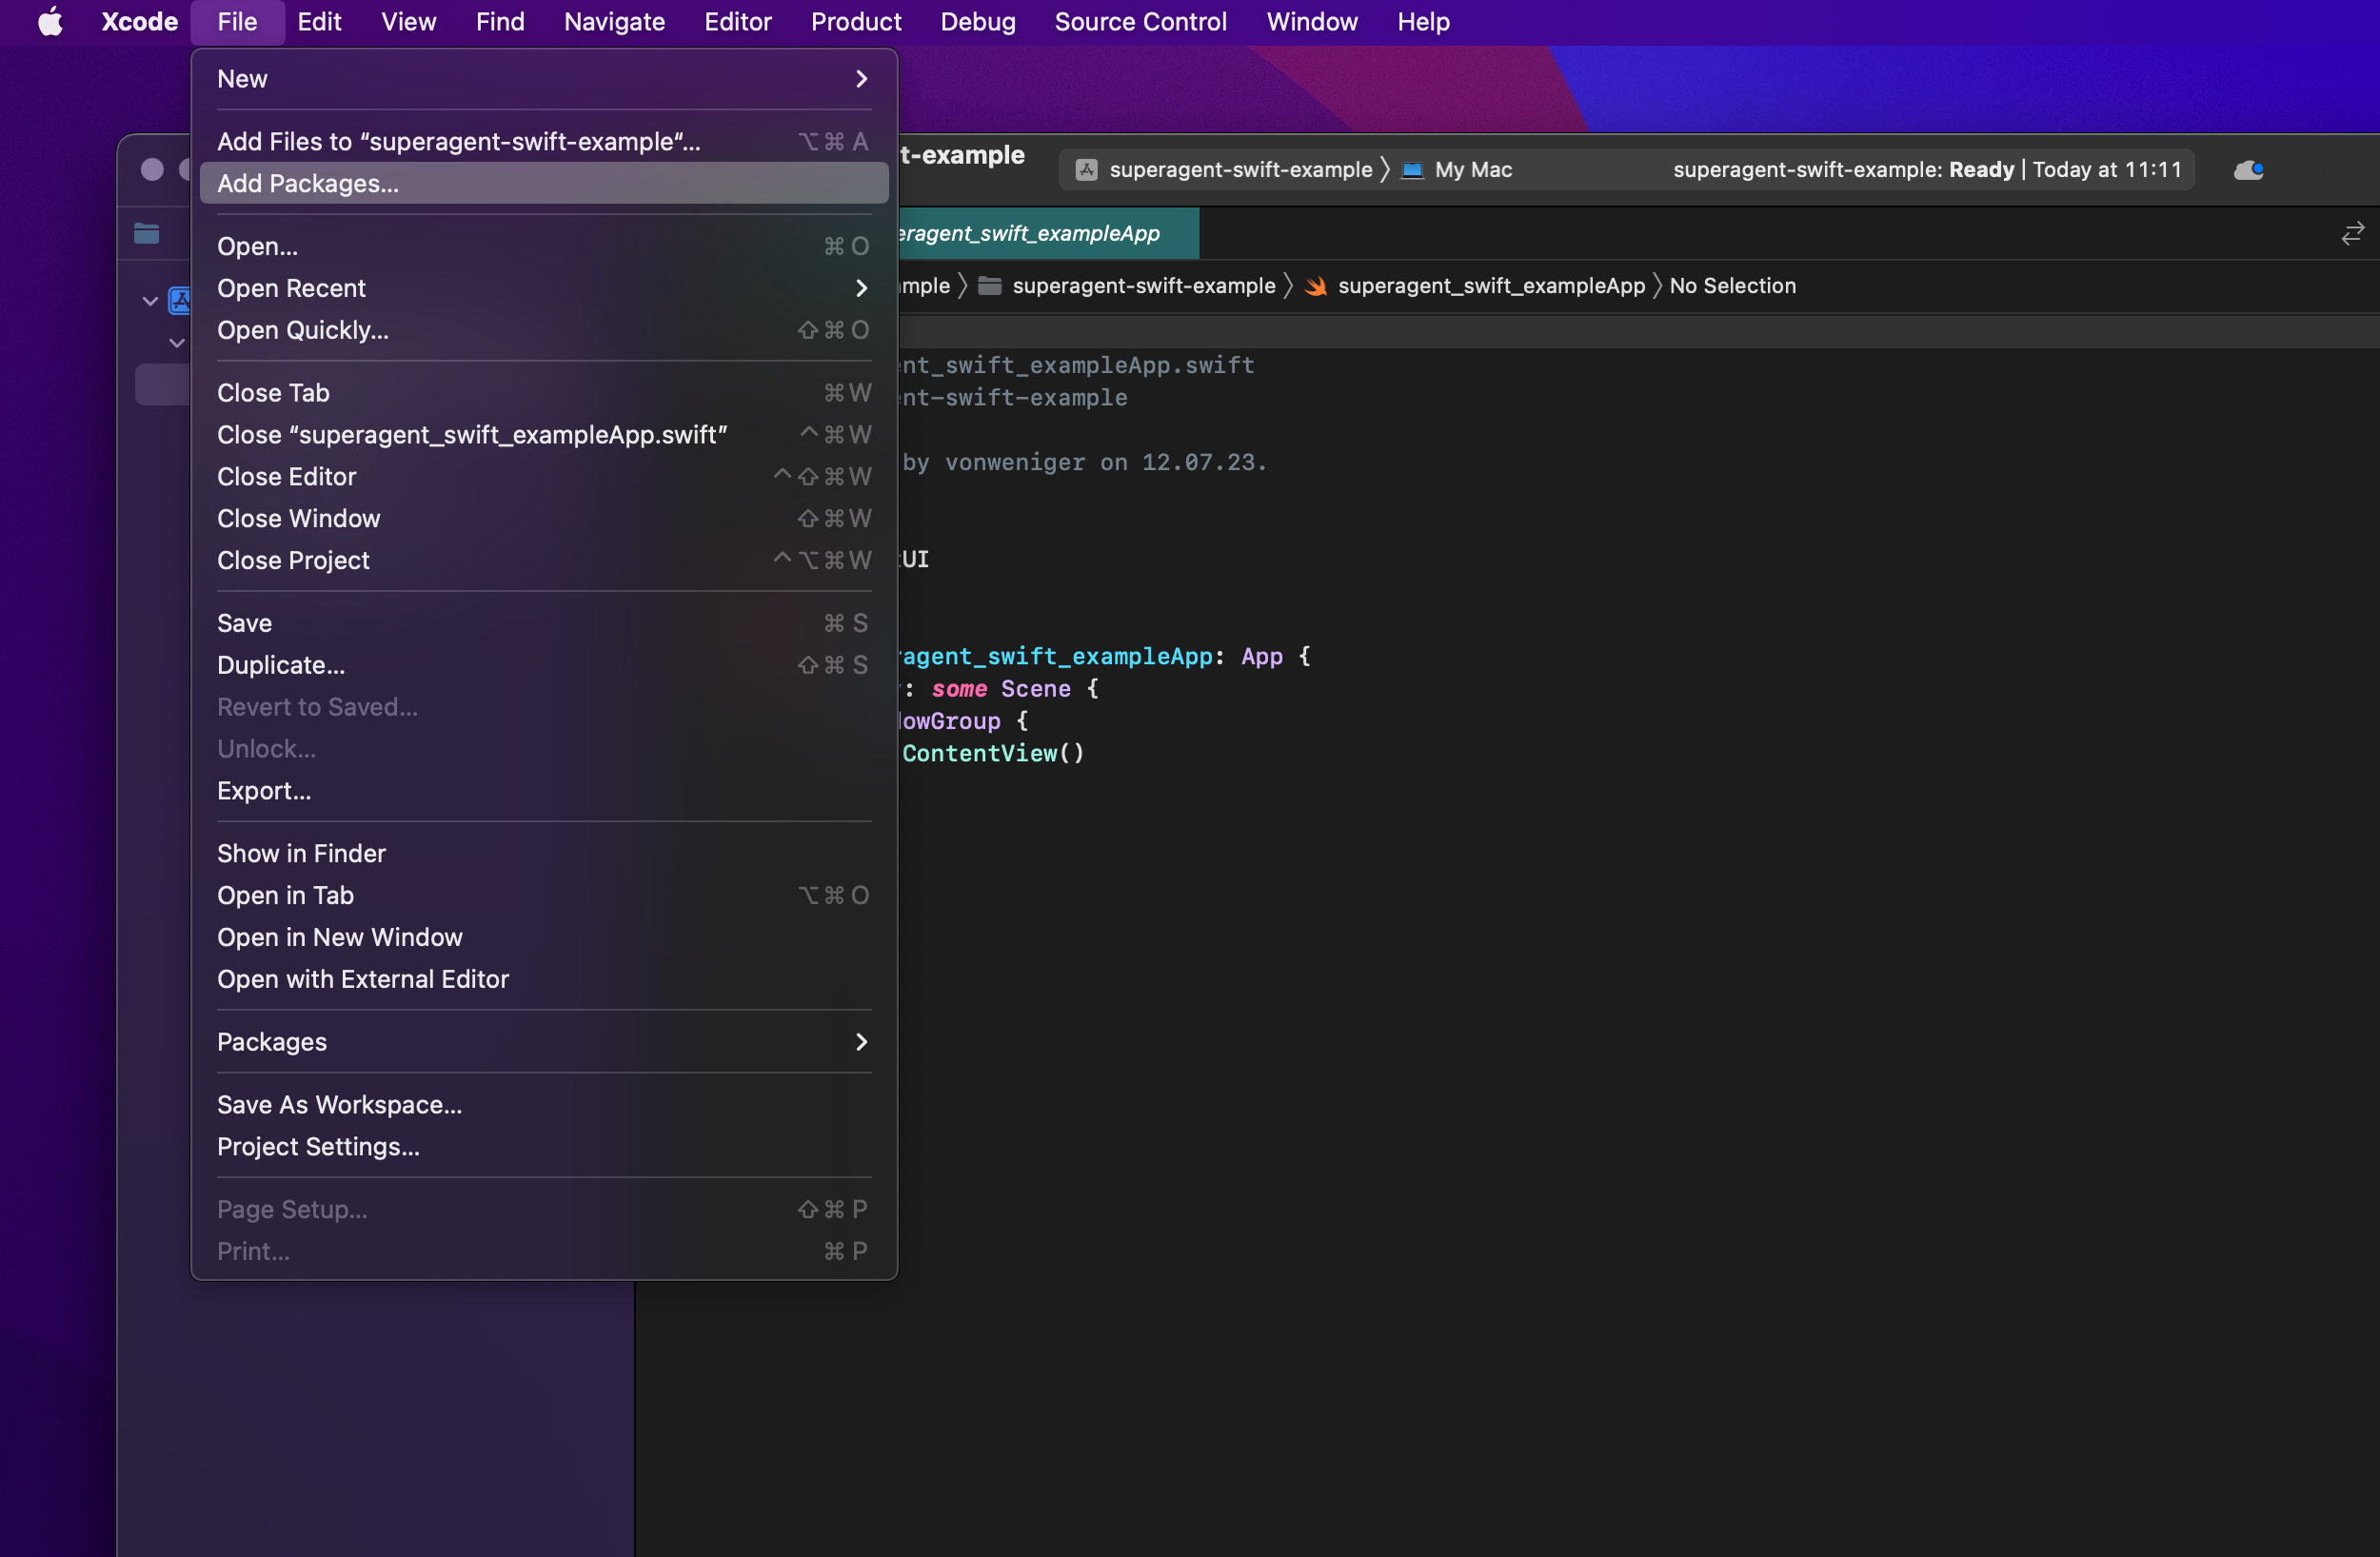 Xcode File Edit View Find Navigate Editor Product Debug Source Control Window Help
New
Add Files to “superagent-swift-example“... ⌥⌘A
Add Packages...
Open... ⌘O
Open Recent
Open Quickly... ⇧⌘O
Close Tab ⌘W
Close “superagent_swift_exampleApp.swift” ^⌘W
Close Editor ^⇧⌘W
Close Window ⇧⌘W
Close Project ^⌥⌘W
Save ⌘S
Duplicate... ⇧⌘S
Revert to Saved...
Unlock...
Export...
Show in Finder
Open in Tab ⌥⌘O
Open in New Window
Open with External Editor
Packages
Save As Workspace...
Project Settings...
Page Setup... ⇧⌘P
Print... ⌘P
t-example
superagent-swift-example 〉 My Mac
superagent-swift-example: Ready | Today at 11:11
eragent_swift_exampleApp
mple 〉 superagent-swift-example 〉 superagent_swift_exampleApp 〉 No Selection
nt_swift_exampleApp.swift
nt-swift-example
by vonweniger on 12.07.23.
UI
agent_swift_exampleApp: App {
: some Scene {
owGroup {
ContentView()